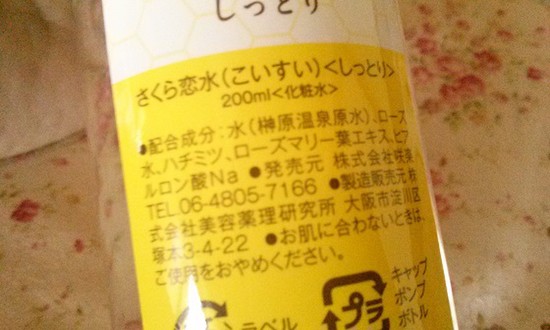 しっとり
さくら恋水(こいすい)<しっとり>
200ml<化粧水>
●配合成分:水(榊原温泉原水)、ローズ
水、ハチミツ、ローズマリー葉エキス、ヒア
ルロン酸Na ●発売元 株式会社咲楽
TEL.06-4805-7166 ●製造販売元 株
式会社美容薬理研究所 大阪市淀川区
塚本3-4-22 ●お肌に合わないときは、
ご使用をおやめください。
プラ
キャップ
ポンプ
ボトル
ラベル